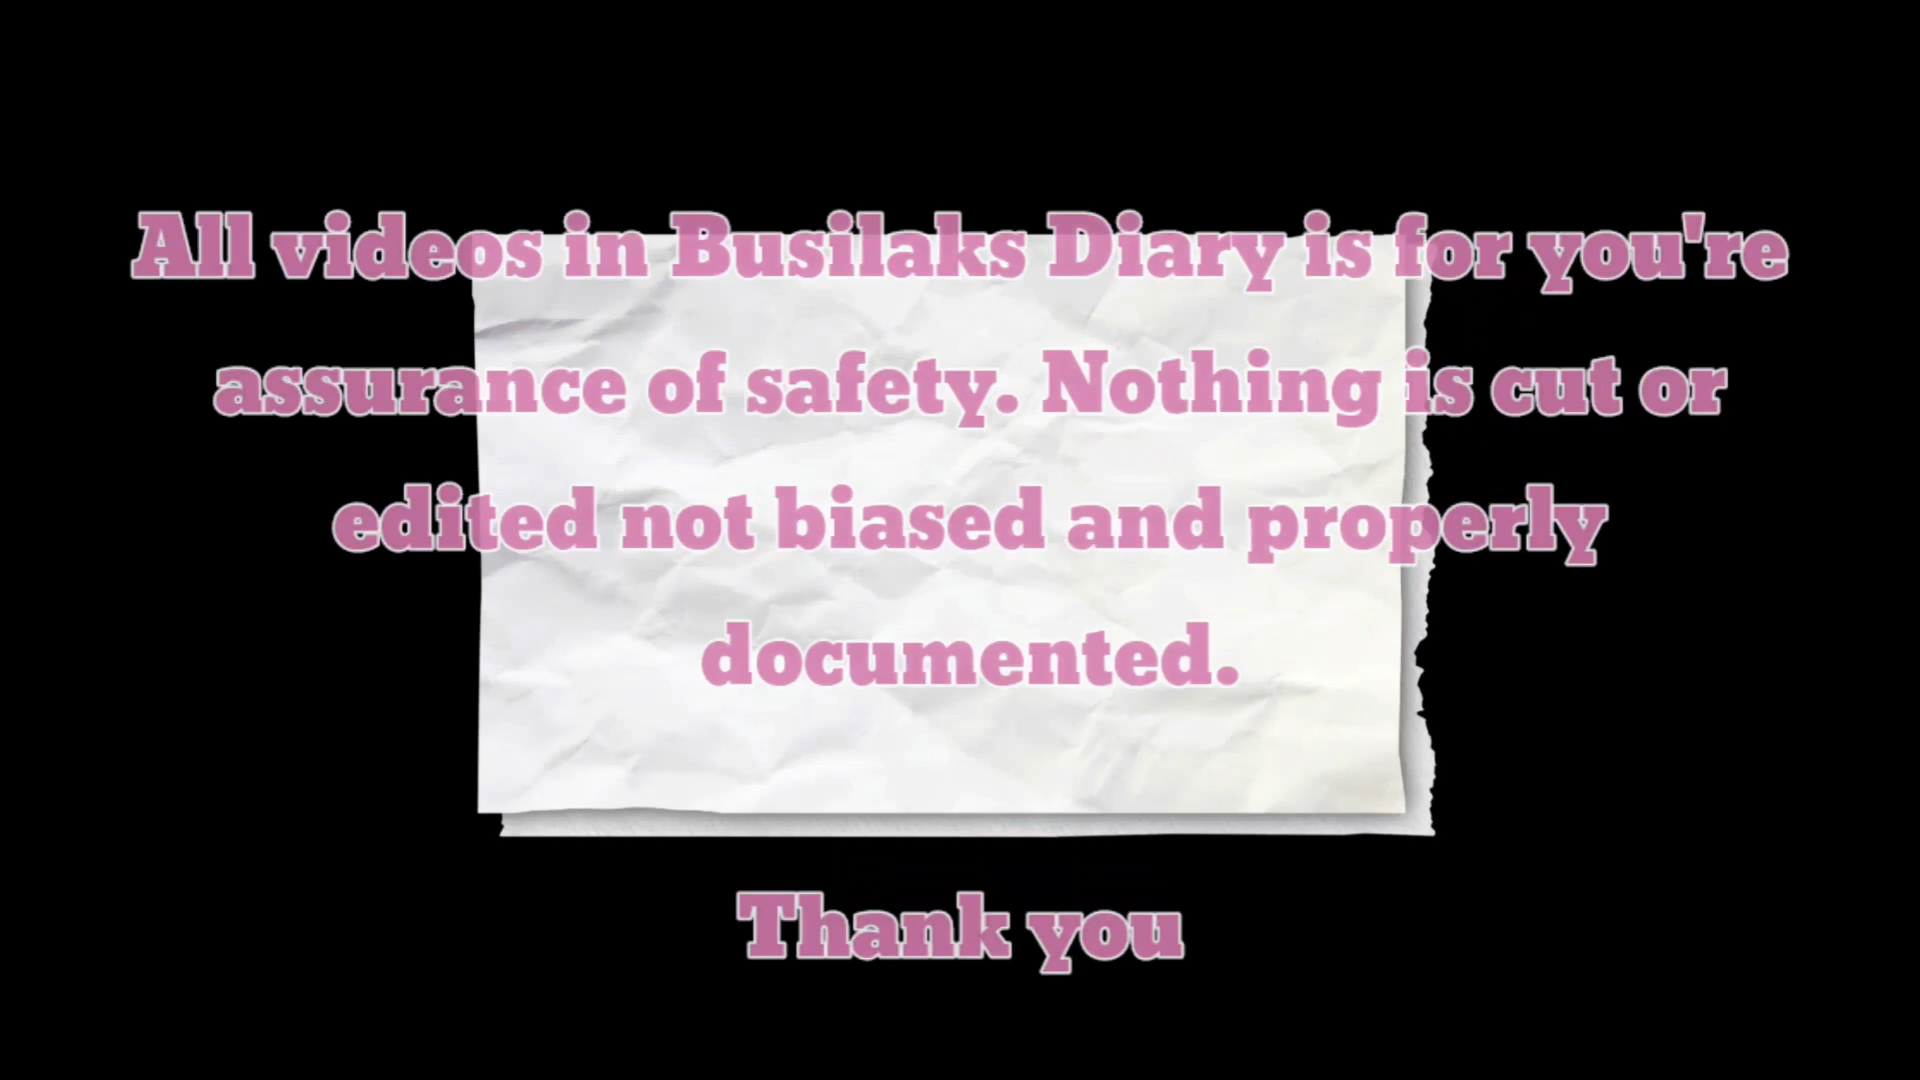 All videos in Busilaks Diary is for you're
assurance of safety. Nothing is cut or
edited not biased and properly
documented.
Thank you